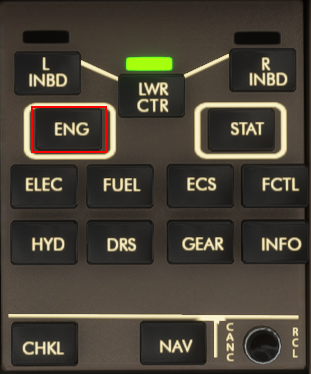 L
INBD
LWR
CTR
R
INBD
ENG
STAT
ELEC
FUEL
ECS
FCTL
HYD
DRS
GEAR
INFO
CHKL
NAV
CANC
RCL